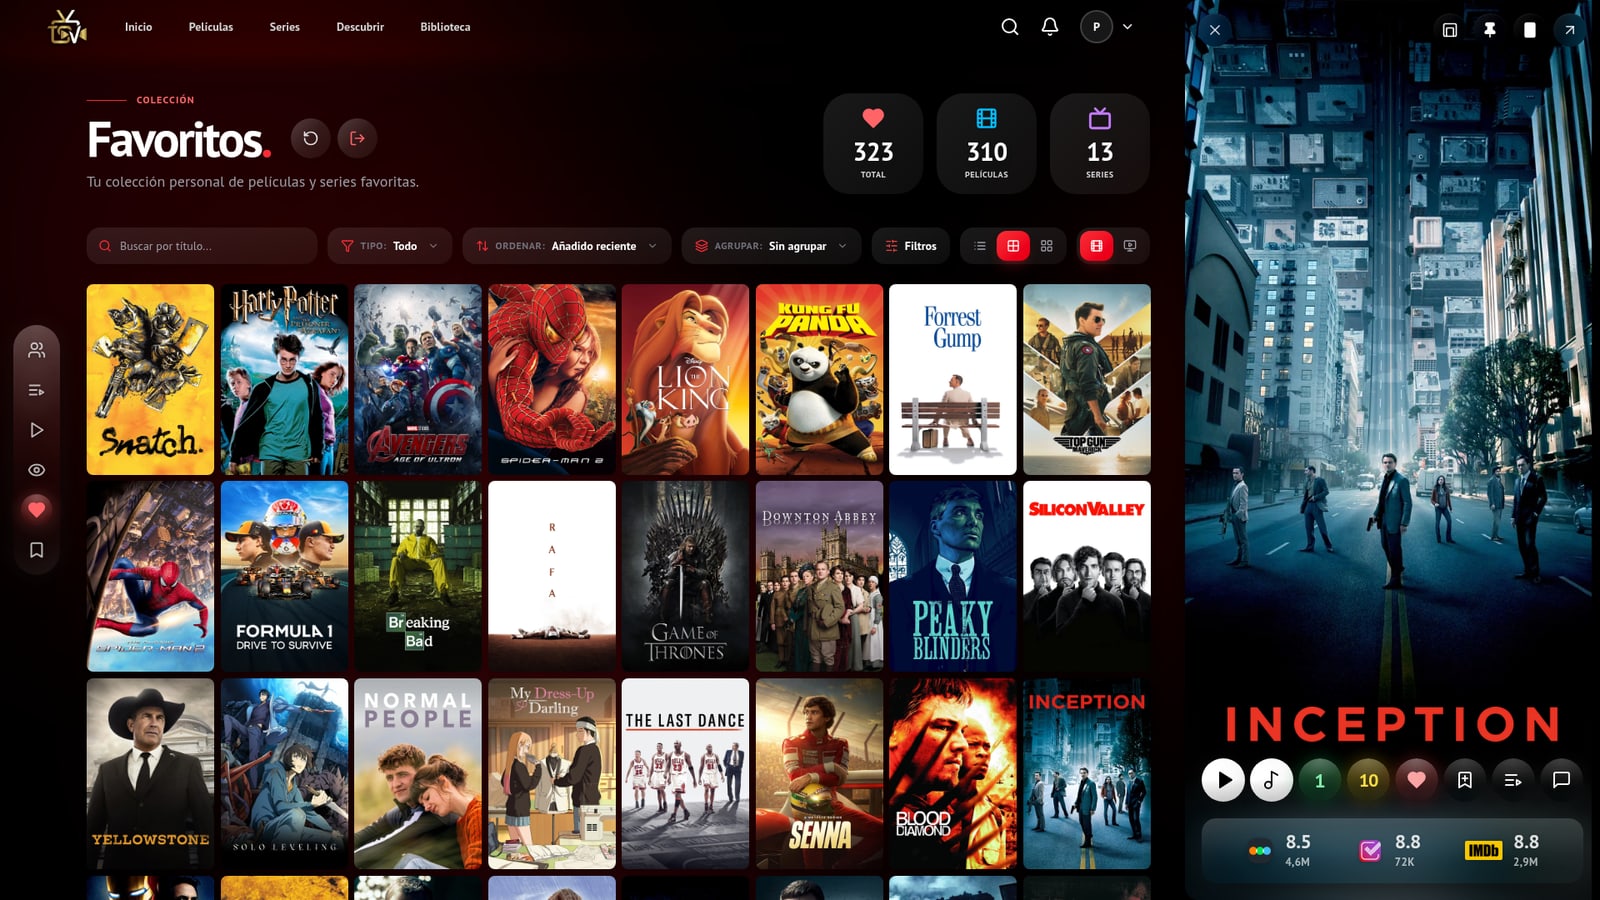 TSV
Inicio
Películas
Series
Descubrir
Biblioteca
P
COLECCIÓN
Favoritos.
Tu colección personal de películas y series favoritas.
323
TOTAL
310
PELÍCULAS
13
SERIES
Buscar por título...
TIPO: Todo
ORDENAR: Añadido reciente
AGRUPAR: Sin agrupar
Filtros
Snatch.
Harry Potter
AVENGERS
AGE OF ULTRON
SPIDER-MAN 2
Disney
THE
LION
KING
KUNG FU
PANDA
Forrest
Gump
TOP GUN
MAVERICK
SPIDER-MAN 2
FORMULA 1
DRIVE TO SURVIVE
Breaking
Bad
R
A
F
A
GAME OF
THRONES
DOWNTON ABBEY
PEAKY
BLINDERS
SILICON VALLEY
YELLOWSTONE
SOLO LEVELING
NORMAL
PEOPLE
My Dress-Up
Darling
THE LAST DANCE
SENNA
BLOOD
DIAMOND
INCEPTION
INCEPTION
1
10
8.5
4,6M
8.8
72K
IMDb
8.8
2,9M